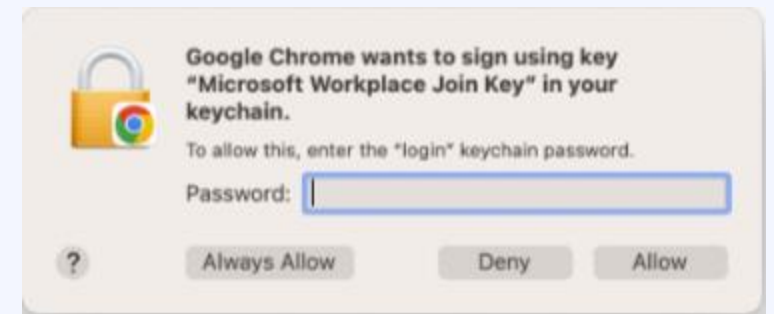 Google Chrome wants to sign using key
"Microsoft Workplace Join Key" in your
keychain.
To allow this, enter the "login" keychain password.
Password:
?
Always Allow
Deny
Allow